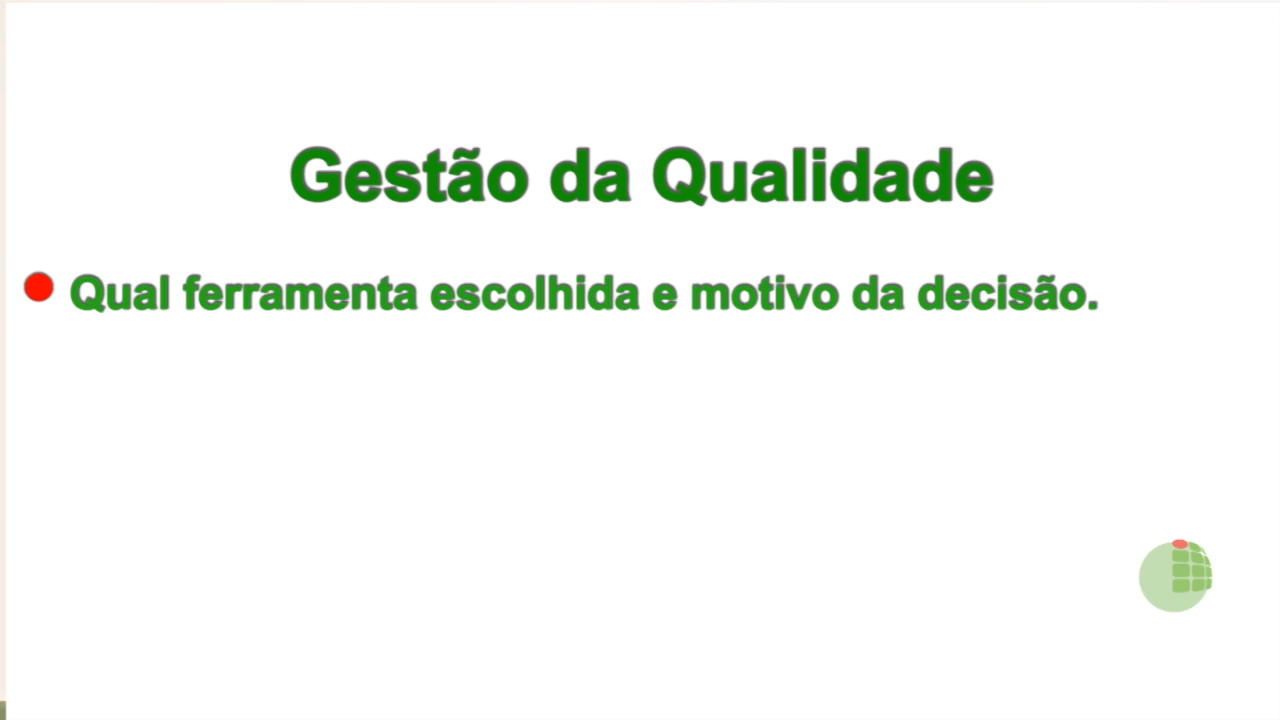 Gestão da Qualidade
Qual ferramenta escolhida e motivo da decisão.